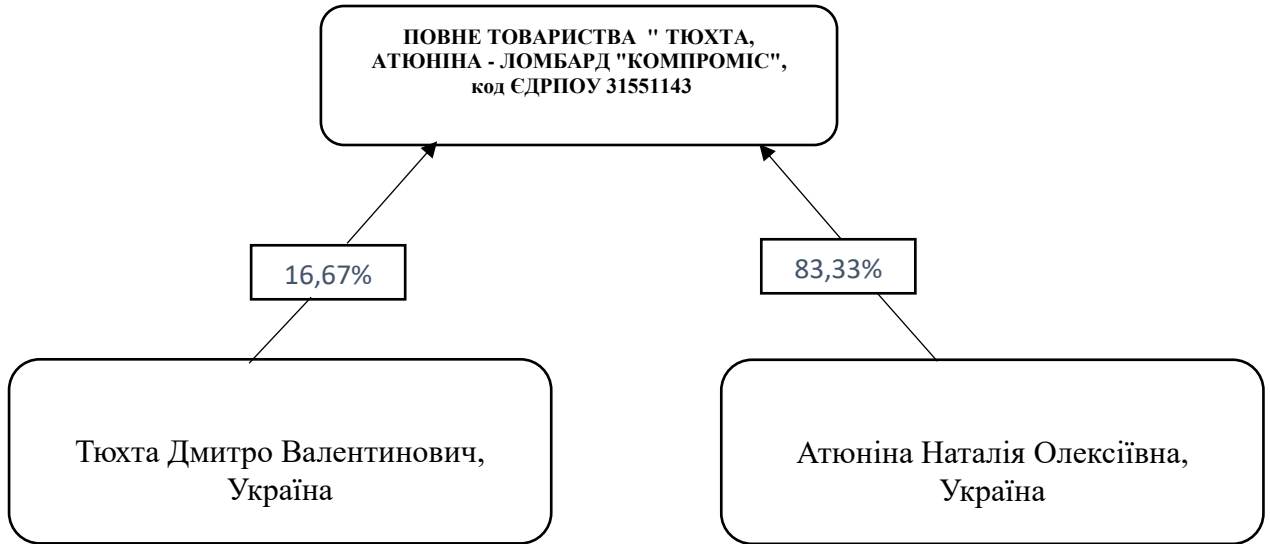 ПОВНЕ ТОВАРИСТВА " ТЮХТА,
АТЮНІНА - ЛОМБАРД "КОМПРОМІС",
код ЄДРПОУ 31551143
16,67%
83,33%
Тюхта Дмитро Валентинович,
Україна
Атюніна Наталія Олексіївна,
Україна